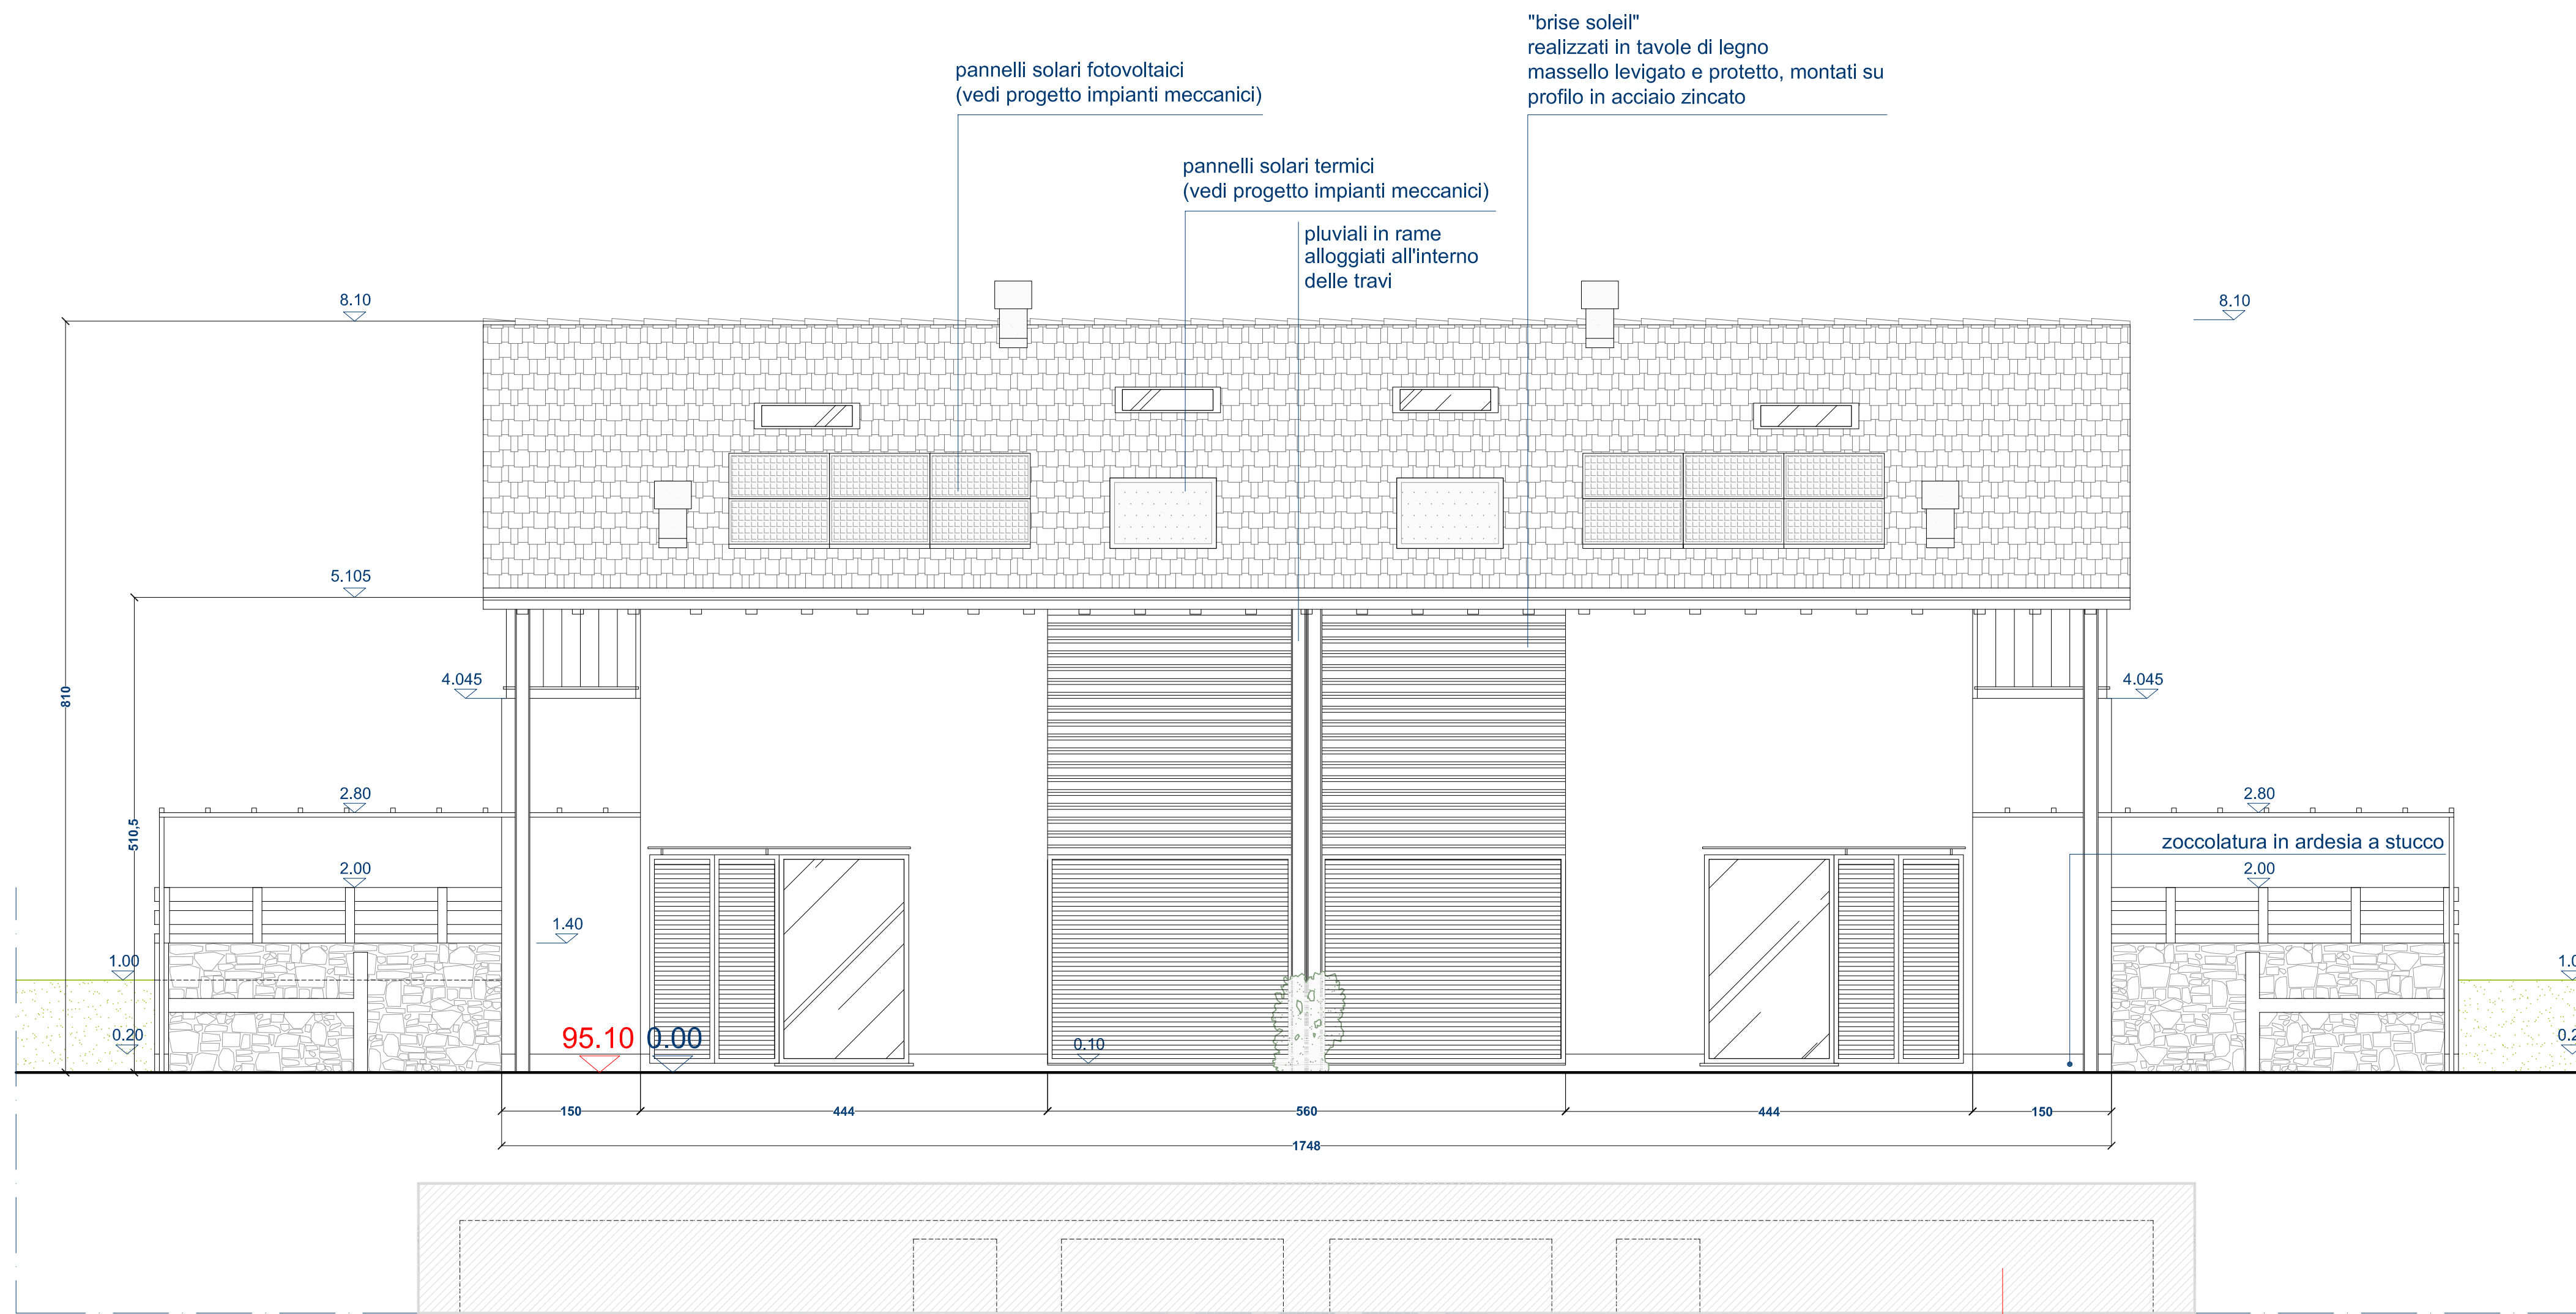 "brise soleil"
realizzati in tavole di legno
massello levigato e protetto, montati su
profilo in acciaio zincato
pannelli solari fotovoltaici
(vedi progetto impianti meccanici)
pannelli solari termici
(vedi progetto impianti meccanici)
pluviali in rame
alloggiati all'interno
delle travi
8.10
8.10
5.105
4.045
4.045
810
510,5
2.80
2.80
zoccolatura in ardesia a stucco
2.00
2.00
1.40
1.00
0.20
95.10
0.00
0.10
150
444
560
444
150
1748